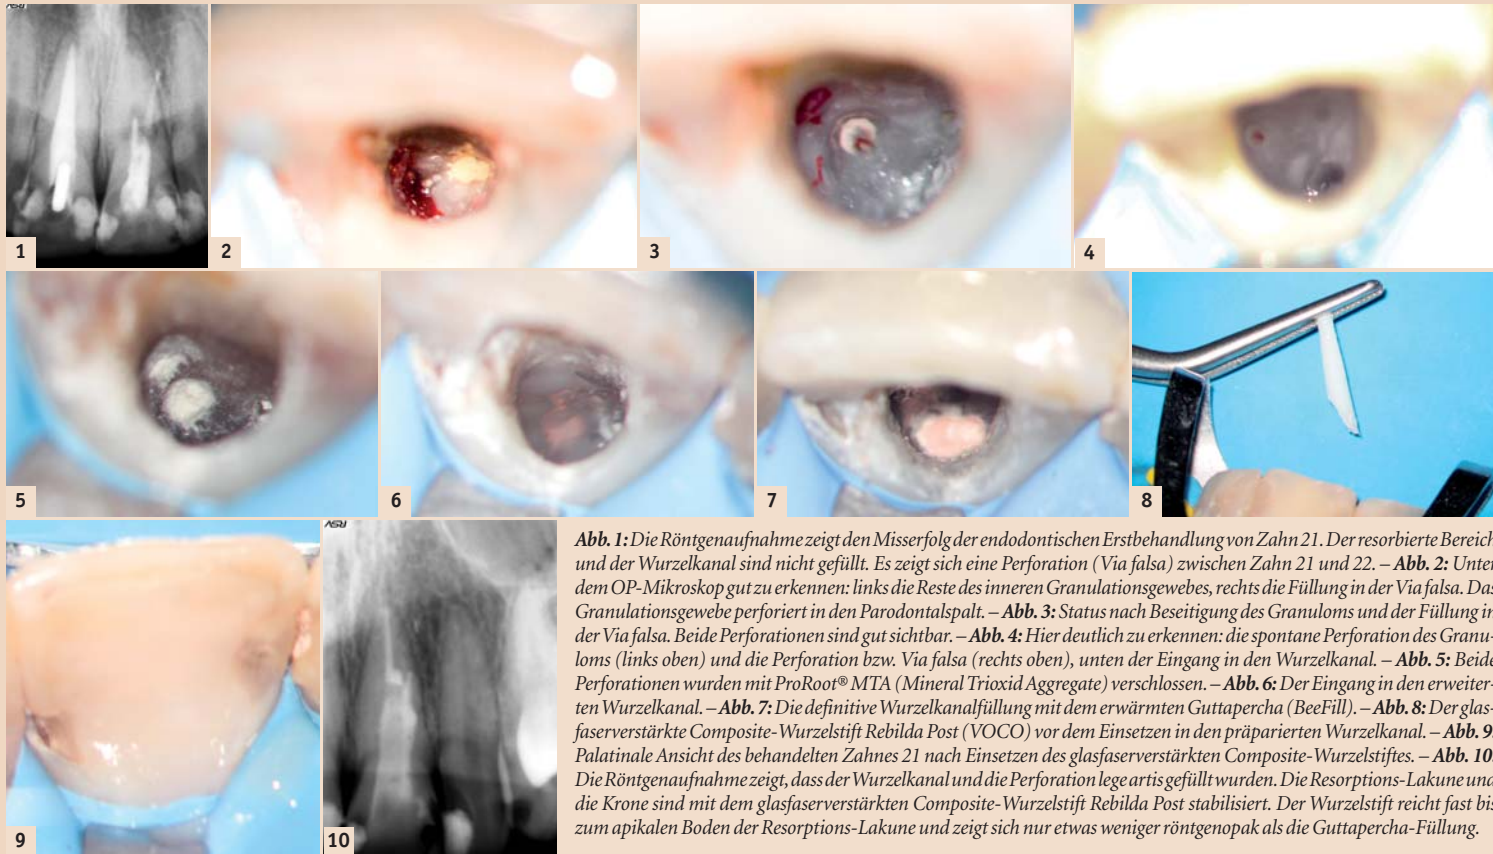 RSV
1
2
3
4
5
6
7
8
9
RSV
10
Abb. 1: Die Röntgenaufnahme zeigt den Misserfolg der endodontischen Erstbehandlung von Zahn 21. Der resorbierte Bereich
und der Wurzelkanal sind nicht gefüllt. Es zeigt sich eine Perforation (Via falsa) zwischen Zahn 21 und 22. – Abb. 2: Unter
dem OP-Mikroskop gut zu erkennen: links die Reste des inneren Granulationsgewebes, rechts die Füllung in der Via falsa. Das
Granulationsgewebe perforiert in den Parodontalspalt. – Abb. 3: Status nach Beseitigung des Granuloms und der Füllung in
der Via falsa. Beide Perforationen sind gut sichtbar. – Abb. 4: Hier deutlich zu erkennen: die spontane Perforation des Granu-
loms (links oben) und die Perforation bzw. Via falsa (rechts oben), unten der Eingang in den Wurzelkanal. – Abb. 5: Beide
Perforationen wurden mit ProRoot® MTA (Mineral Trioxid Aggregate) verschlossen. – Abb. 6: Der Eingang in den erweiter-
ten Wurzelkanal. – Abb. 7: Die definitive Wurzelkanalfüllung mit dem erwärmten Guttapercha (BeeFill). – Abb. 8: Der glas-
faserverstärkte Composite-Wurzelstift Rebilda Post (VOCO) vor dem Einsetzen in den präparierten Wurzelkanal. – Abb. 9:
Palatinale Ansicht des behandelten Zahnes 21 nach Einsetzen des glasfaserverstärkten Composite-Wurzelstiftes. – Abb. 10:
Die Röntgenaufnahme zeigt, dass der Wurzelkanal und die Perforation lege artis gefüllt wurden. Die Resorptions-Lakune und
die Krone sind mit dem glasfaserverstärkten Composite-Wurzelstift Rebilda Post stabilisiert. Der Wurzelstift reicht fast bis
zum apikalen Boden der Resorptions-Lakune und zeigt sich nur etwas weniger röntgenopak als die Guttapercha-Füllung.